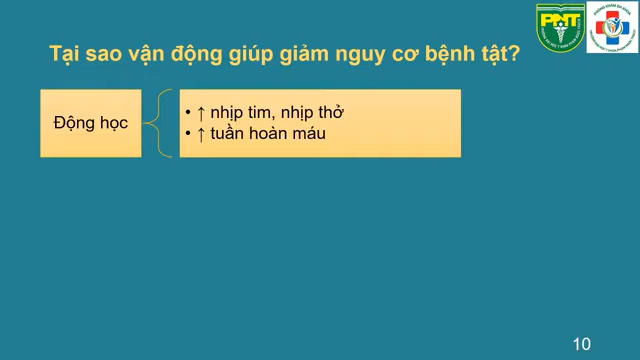 PNT
Tại sao vận động giúp giảm nguy cơ bệnh tật?
Động học
• ↑ nhịp tim, nhịp thở
• ↑ tuần hoàn máu
10